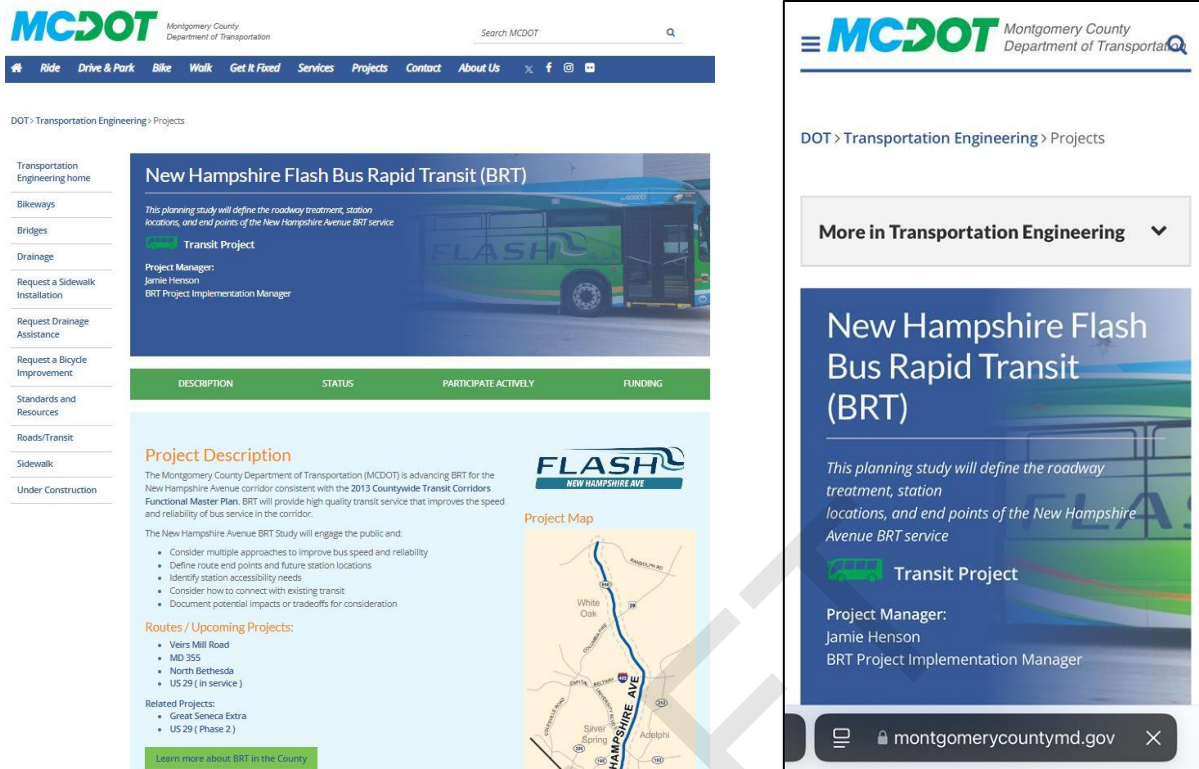 MCDOT Montgomery County
Department of Transportation
Search MCDOT
Ride Drive & Park Bike Walk Get It Fixed Services Projects Contact About Us
DOT > Transportation Engineering > Projects
Transportation
Engineering home
Bikeways
Bridges
Drainage
Request a Sidewalk
Installation
Request Drainage
Assistance
Request a Bicycle
Improvement
Standards and
Resources
Roads/Transit
Sidewalk
Under Construction
New Hampshire Flash Bus Rapid Transit (BRT)
This planning study will define the roadway treatment, station
locations, and end points of the New Hampshire Avenue BRT service
Transit Project
Project Manager:
Jamie Henson
BRT Project Implementation Manager
FLASH
DESCRIPTION STATUS PARTICIPATE ACTIVELY FUNDING
Project Description
The Montgomery County Department of Transportation (MCDOT) is advancing BRT for the
New Hampshire Avenue corridor consistent with the 2013 Countywide Transit Corridors
Functional Master Plan. BRT will provide high quality transit service that improves the speed
and reliability of bus service in the corridor.
The New Hampshire Avenue BRT Study will engage the public and:
• Consider multiple approaches to improve bus speed and reliability
• Define route end points and future station locations
• Identify station accessibility needs
• Consider how to connect with existing transit
• Document potential impacts or tradeoffs for consideration
Routes / Upcoming Projects:
• Veirs Mill Road
• MD 355
• North Bethesda
• US 29 ( in service )
Related Projects:
• Great Seneca Extra
• US 29 ( Phase 2 )
Learn more about BRT in the County
FLASH
NEW HAMPSHIRE AVE
Project Map
RANDOLPH RD
650
White
Oak
29
COLUMBIA PIKE
CAPITAL BELTWAY
495
UNIVERSITY BLVD
212
Silver
Spring
Adelphi
320
193
HAMPSHIRE AVE
MCDOT Montgomery County
Department of Transportation
DOT > Transportation Engineering > Projects
More in Transportation Engineering
New Hampshire Flash
Bus Rapid Transit
(BRT)
This planning study will define the roadway
treatment, station
locations, and end points of the New Hampshire
Avenue BRT service
Transit Project
Project Manager:
Jamie Henson
BRT Project Implementation Manager
montgomerycountymd.gov